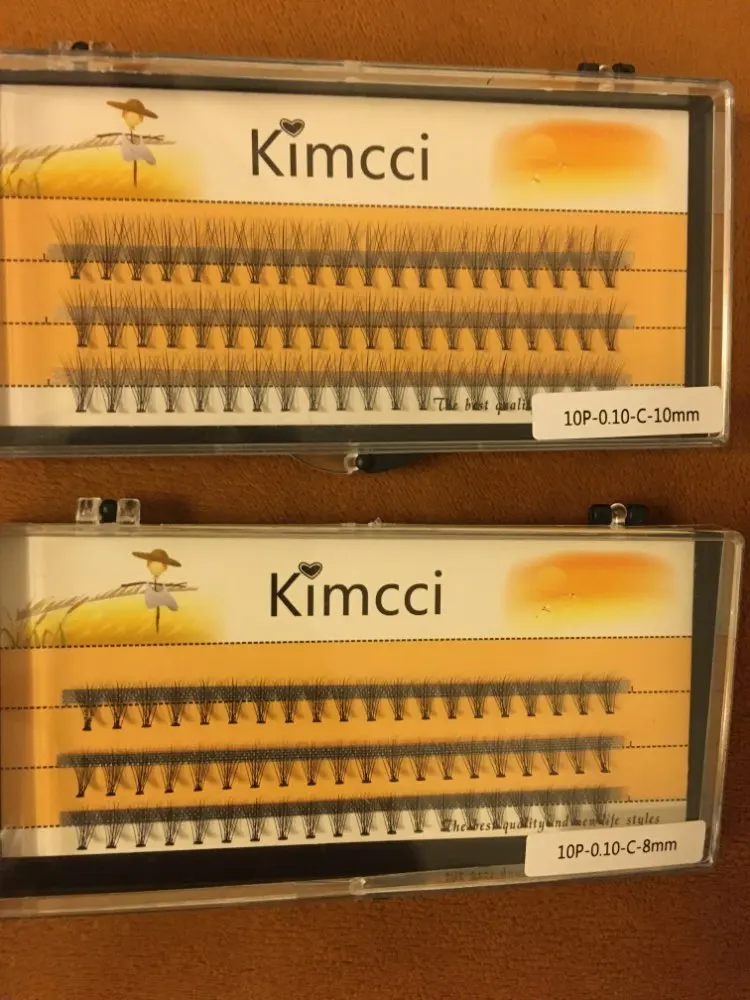 Kimcci
The best quali
10P-0.10-C-10mm
Kimcci
The best quality and new life styles
10P-0.10-C-8mm